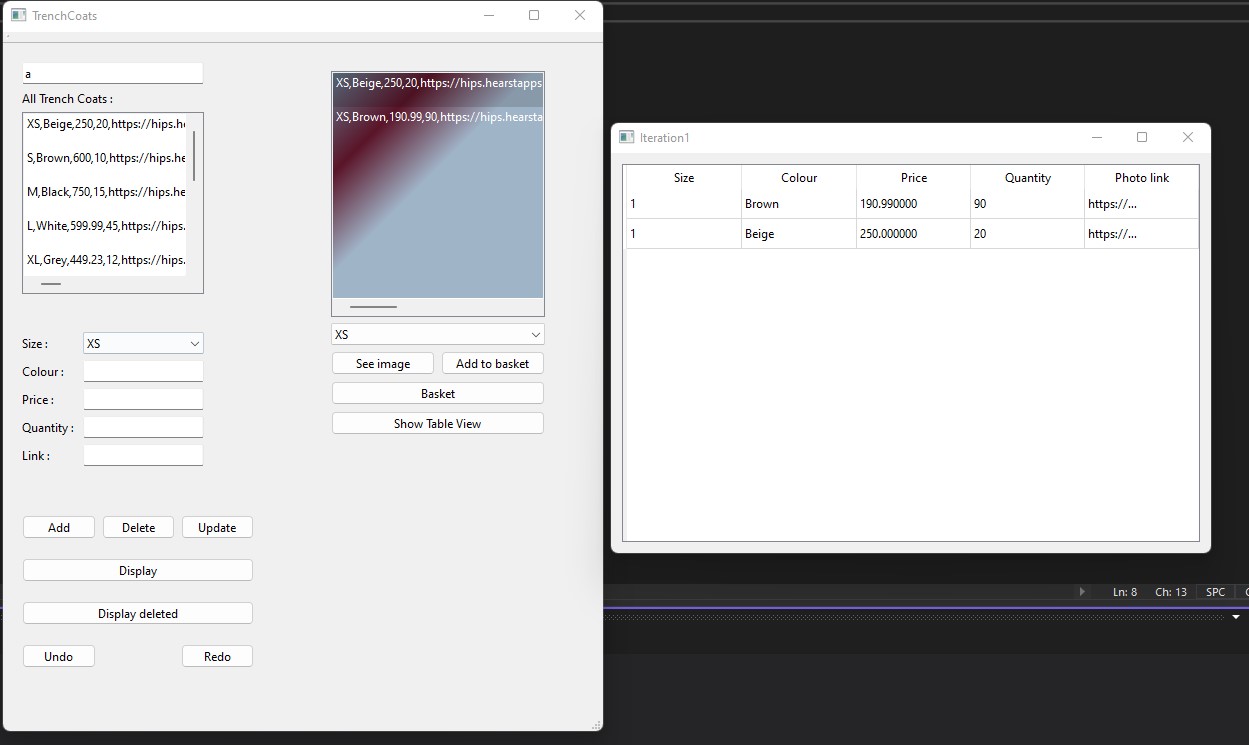 TrenchCoats
a
All Trench Coats :
XS,Beige,250,20,https://hips.he
S,Brown,600,10,https://hips.he
M,Black,750,15,https://hips.he
L,White,599.99,45,https://hips.
XL,Grey,449.23,12,https://hips.
Size :
XS
Colour :
Price :
Quantity :
Link :
Add Delete Update
Display
Display deleted
Undo Redo
XS,Beige,250,20,https://hips.hearstapps
XS,Brown,190.99,90,https://hips.hearsta
XS
See image Add to basket
Basket
Show Table View
Iteration1
Size Colour Price Quantity Photo link
1 Brown 190.990000 90 https://...
1 Beige 250.000000 20 https://...
Ln: 8 Ch: 13 SPC